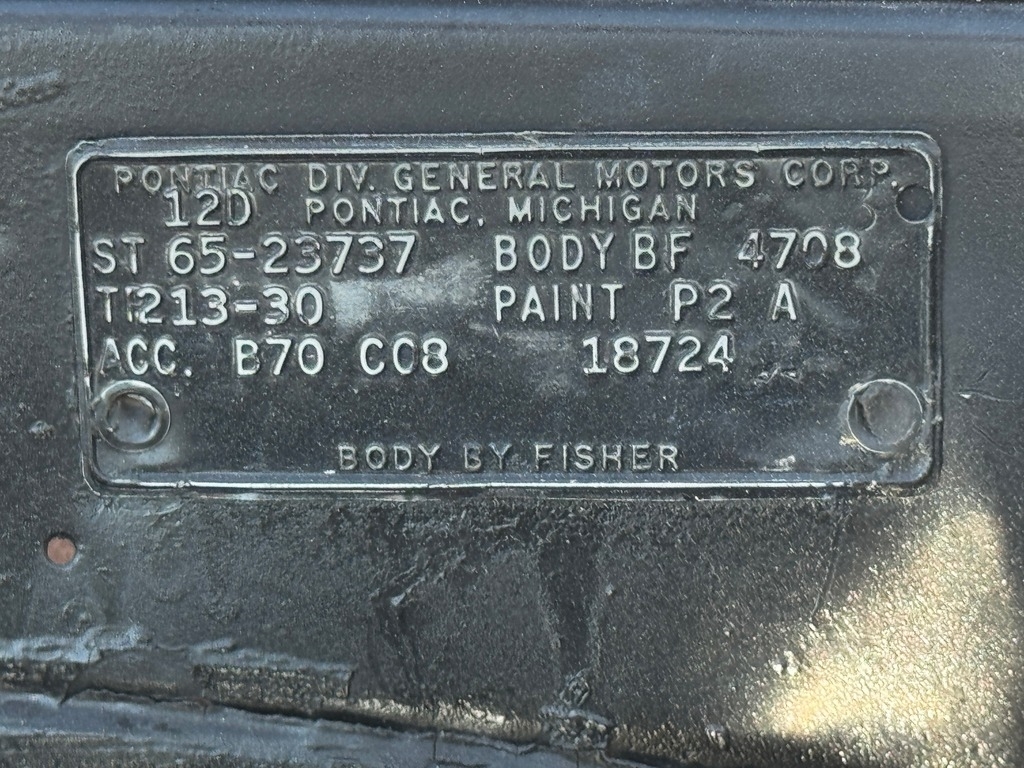 PONTIAC DIV. GENERAL MOTORS CORP.
12D PONTIAC, MICHIGAN
ST 65-23737 BODY BF 4708
TR213-30 PAINT P2 A
ACC. B70 C08 18724
BODY BY FISHER